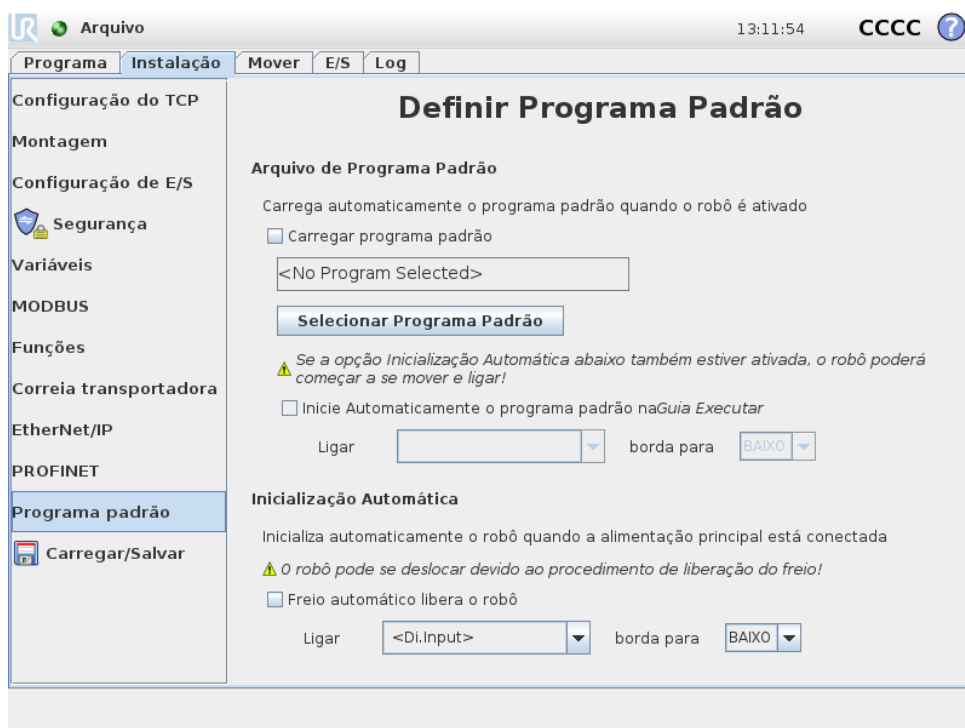 UR Arquivo 13:11:54 CCCC ?
Programa Instalação Mover E/S Log
Configuração do TCP
Montagem
Configuração de E/S
Segurança
Variáveis
MODBUS
Funções
Correia transportadora
EtherNet/IP
PROFINET
Programa padrão
Carregar/Salvar
Definir Programa Padrão
Arquivo de Programa Padrão
Carrega automaticamente o programa padrão quando o robô é ativado
Carregar programa padrão
<No Program Selected>
Selecionar Programa Padrão
Se a opção Inicialização Automática abaixo também estiver ativada, o robô poderá
começar a se mover e ligar!
Inicie Automaticamente o programa padrão naGuia Executar
Ligar borda para BAIXO
Inicialização Automática
Inicializa automaticamente o robô quando a alimentação principal está conectada
O robô pode se deslocar devido ao procedimento de liberação do freio!
Freio automático libera o robô
Ligar <Di.Input> borda para BAIXO